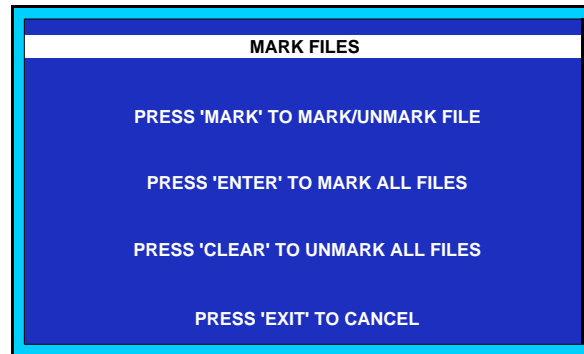 MARK FILES
PRESS 'MARK' TO MARK/UNMARK FILE
PRESS 'ENTER' TO MARK ALL FILES
PRESS 'CLEAR' TO UNMARK ALL FILES
PRESS 'EXIT' TO CANCEL